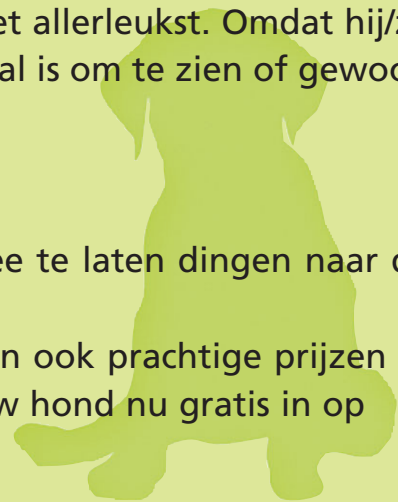 et allerleukst. Omdat hij/z
al is om te zien of gewoo
ee te laten dingen naar d
n ook prachtige prijzen
w hond nu gratis in op